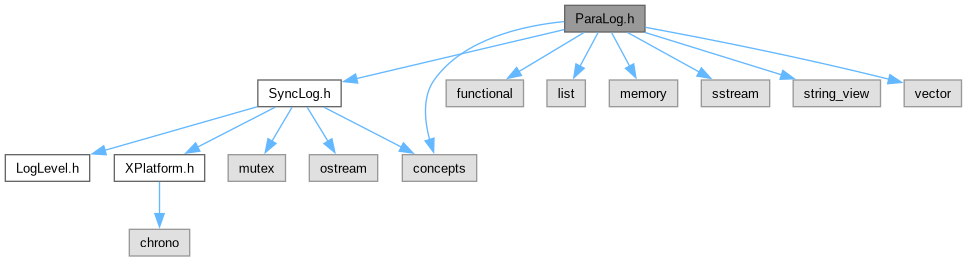 ParaLog.h
SyncLog.h
functional
list
memory
sstream
string_view
vector
LogLevel.h
XPlatform.h
mutex
ostream
concepts
chrono